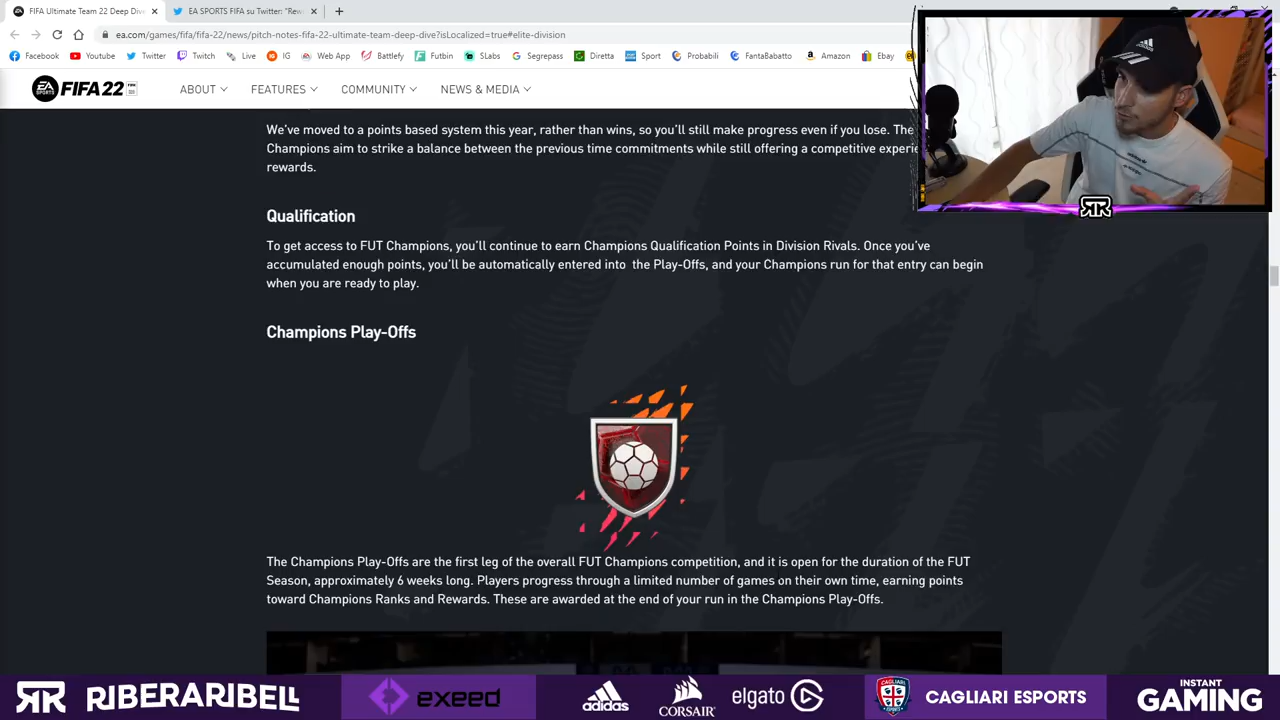 FIFA Ultimate Team 22 Deep Dive
EA SPORTS FIFA su Twitter: "Rew
ea.com/games/fifa/fifa-22/news/pitch-notes-fifa-22-ultimate-team-deep-dive?isLocalized=true#elite-division
Facebook Youtube Twitter Twitch Live IG Web App Battlefy Futbin SLabs Segrepass Diretta Sport Probabili FantaBabatto Amazon Ebay
EA SPORTS FIFA 22 ABOUT FEATURES COMMUNITY NEWS & MEDIA
We've moved to a points based system this year, rather than wins, so you'll still make progress even if you lose. The
Champions aim to strike a balance between the previous time commitments while still offering a competitive experie
rewards.
Qualification
To get access to FUT Champions, you'll continue to earn Champions Qualification Points in Division Rivals. Once you've
accumulated enough points, you'll be automatically entered into the Play-Offs, and your Champions run for that entry can begin
when you are ready to play.
Champions Play-Offs
The Champions Play-Offs are the first leg of the overall FUT Champions competition, and it is open for the duration of the FUT
Season, approximately 6 weeks long. Players progress through a limited number of games on their own time, earning points
toward Champions Ranks and Rewards. These are awarded at the end of your run in the Champions Play-Offs.
RR RIBERARIBELL exeed adidas CORSAIR elgato CAGLIARI ESPORTS INSTANT GAMING